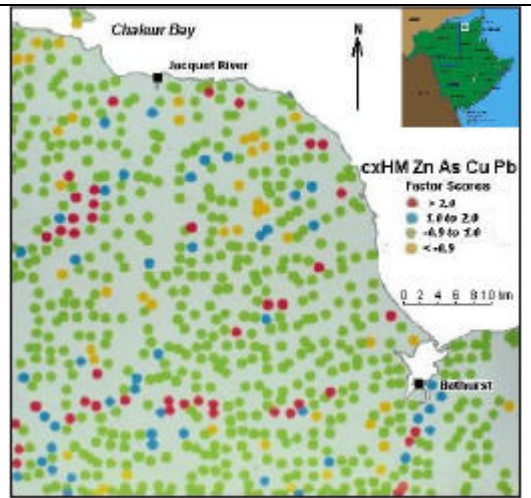 Chaleur Bay
N
Jacquet River
cxHM Zn As Cu Pb
Factor Scores
> 2.0
1.0 to 2.0
-0.9 to 1.0
< -0.9
0 2 4 6 8 10 km
Bathurst